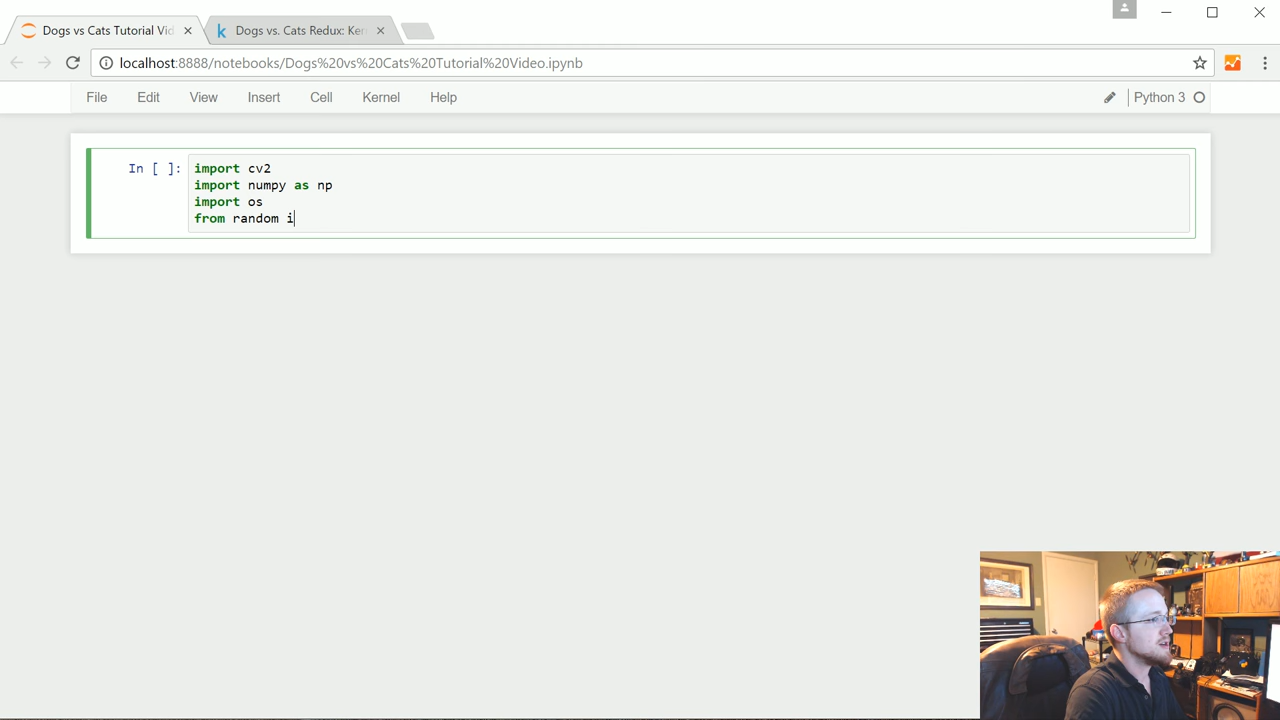 Dogs vs Cats Tutorial Vid
Dogs vs. Cats Redux: Ker
localhost:8888/notebooks/Dogs%20vs%20Cats%20Tutorial%20Video.ipynb
File Edit View Insert Cell Kernel Help Python 3
In [ ]:
import cv2
import numpy as np
import os
from random i